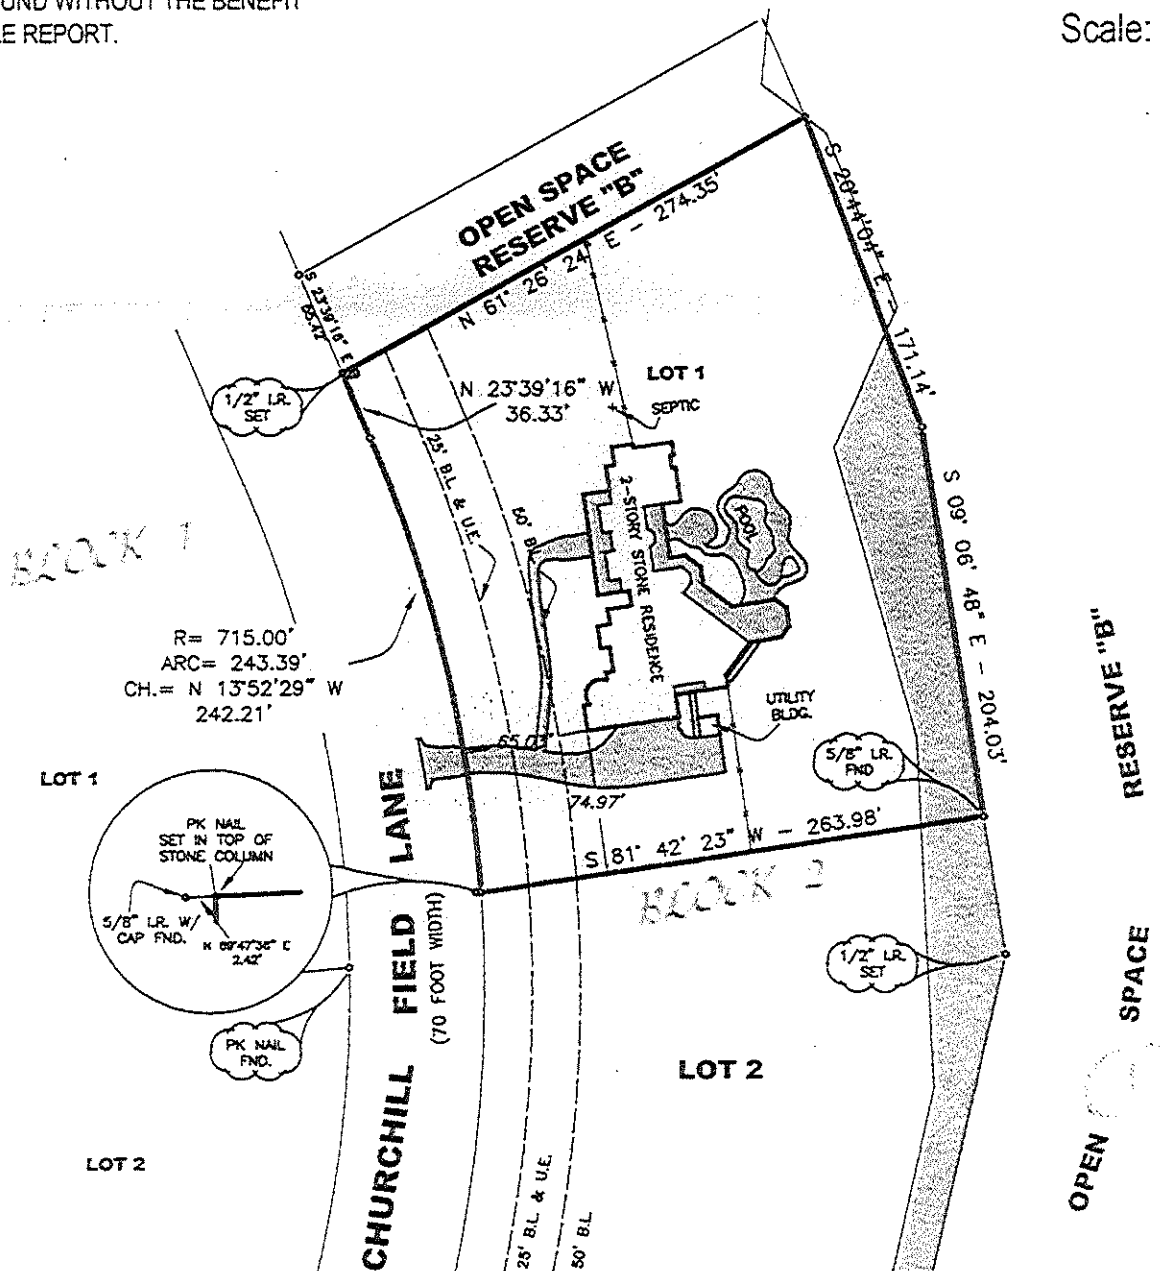 OUND WITHOUT THE BENEFIT
LE REPORT.
Scale:
OPEN SPACE
RESERVE "B"
N 61° 26' 24" E - 274.35'
S 20°44'04" E - 171.14'
S 23°39'16" E
1/2" I.R.
SET
N 23°39'16" W
36.33'
LOT 1
SEPTIC
25' B.L. & U.E.
2-STORY STONE RESIDENCE
POOL
S 09° 06' 48" E - 204.03'
BLOCK 1
R= 715.00'
ARC= 243.39'
CH.= N 13°52'29" W
242.21'
UTILITY
BLDG.
65.03'
74.97'
5/8" I.R.
FND
RESERVE "B"
LOT 1
PK NAIL
SET IN TOP OF
STONE COLUMN
5/8" I.R. W/
CAP FND.
2.42'
S 81° 42' 23" W - 263.98'
BLOCK 2
CHURCHILL FIELD LANE
(70 FOOT WIDTH)
1/2" I.R.
SET
PK NAIL
FND.
OPEN SPACE
LOT 2
LOT 2
25' B.L. & U.E.
50' B.L.